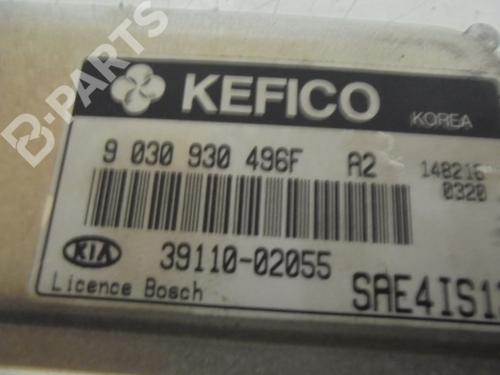 B-PARTS
KEFICO
KOREA
9 030 930 496F A2 148216
0320
KIA 39110-02055
Licence Bosch SAE4IS1